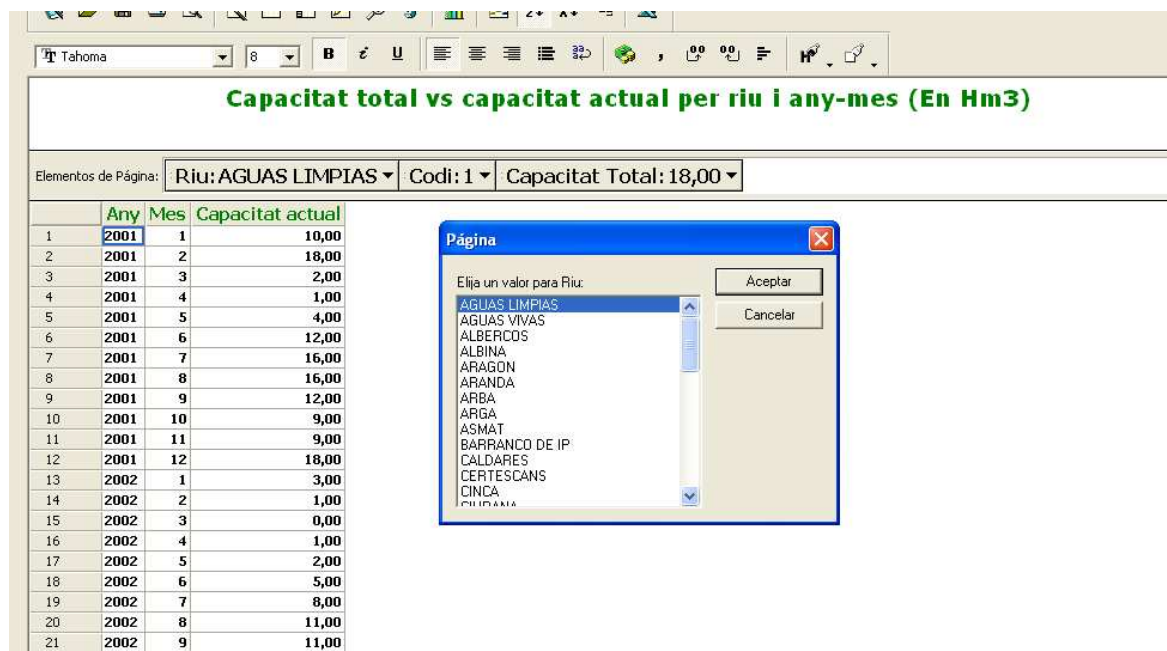 Tahoma 8 B i U
Capacitat total vs capacitat actual per riu i any-mes (En Hm3)
Elementos de Página: Riu: AGUAS LIMPIAS Codi: 1 Capacitat Total: 18,00
Any Mes Capacitat actual
1 2001 1 10,00
2 2001 2 18,00
3 2001 3 2,00
4 2001 4 1,00
5 2001 5 4,00
6 2001 6 12,00
7 2001 7 16,00
8 2001 8 16,00
9 2001 9 12,00
10 2001 10 9,00
11 2001 11 9,00
12 2001 12 18,00
13 2002 1 3,00
14 2002 2 1,00
15 2002 3 0,00
16 2002 4 1,00
17 2002 5 2,00
18 2002 6 5,00
19 2002 7 8,00
20 2002 8 11,00
21 2002 9 11,00
Página
Elija un valor para Riu:
AGUAS LIMPIAS
AGUAS VIVAS
ALBERCOS
ALBINA
ARAGON
ARANDA
ARBA
ARGA
ASMAT
BARRANCO DE IP
CALDARES
CERTESCANS
CINCA
CIURANA
Aceptar
Cancelar